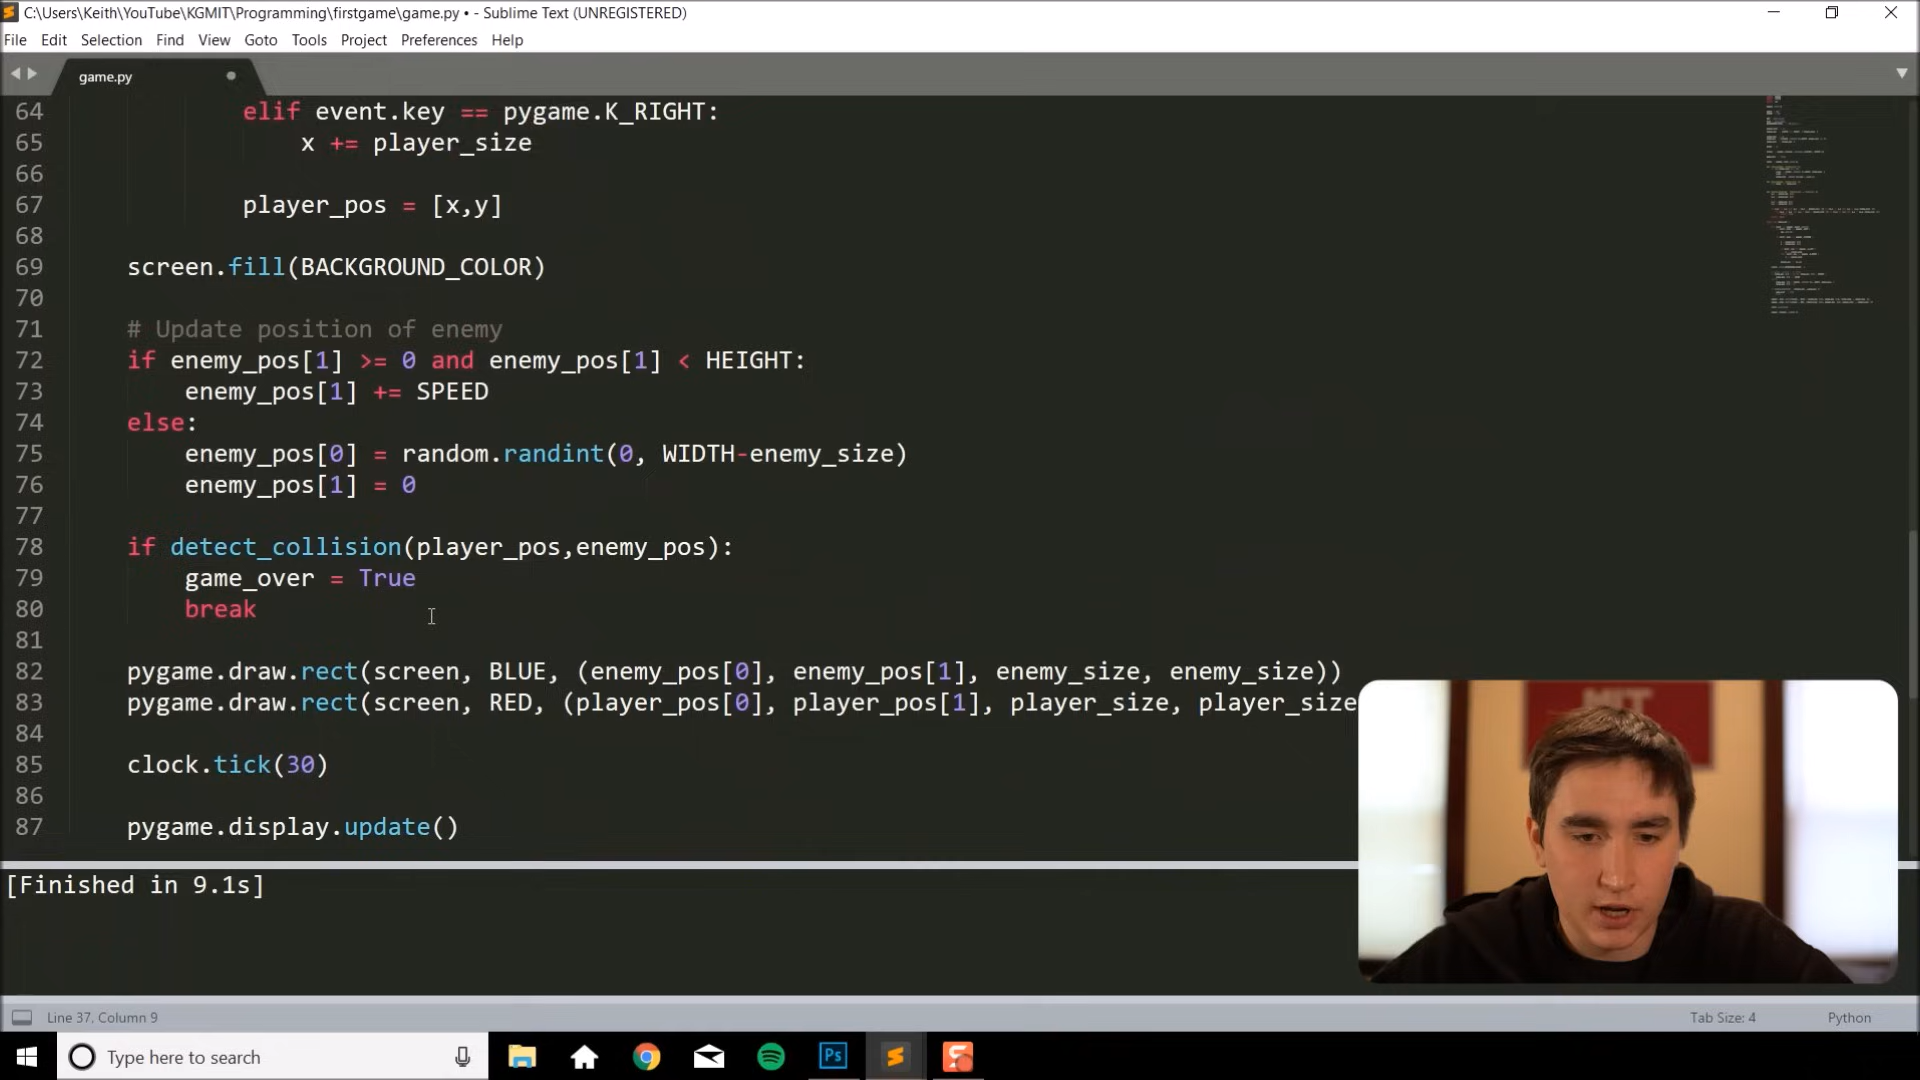 C:\Users\Keith\YouTube\KGMIT\Programming\firstgame\game.py • - Sublime Text (UNREGISTERED)
File Edit Selection Find View Goto Tools Project Preferences Help
game.py
64 elif event.key == pygame.K_RIGHT:
65 x += player_size
66
67 player_pos = [x,y]
68
69 screen.fill(BACKGROUND_COLOR)
70
71 # Update position of enemy
72 if enemy_pos[1] >= 0 and enemy_pos[1] < HEIGHT:
73 enemy_pos[1] += SPEED
74 else:
75 enemy_pos[0] = random.randint(0, WIDTH-enemy_size)
76 enemy_pos[1] = 0
77
78 if detect_collision(player_pos,enemy_pos):
79 game_over = True
80 break
81
82 pygame.draw.rect(screen, BLUE, (enemy_pos[0], enemy_pos[1], enemy_size, enemy_size))
83 pygame.draw.rect(screen, RED, (player_pos[0], player_pos[1], player_size, player_size
84
85 clock.tick(30)
86
87 pygame.display.update()
[Finished in 9.1s]
MIT
Line 37, Column 9
Tab Size: 4
Python
Type here to search
Ps